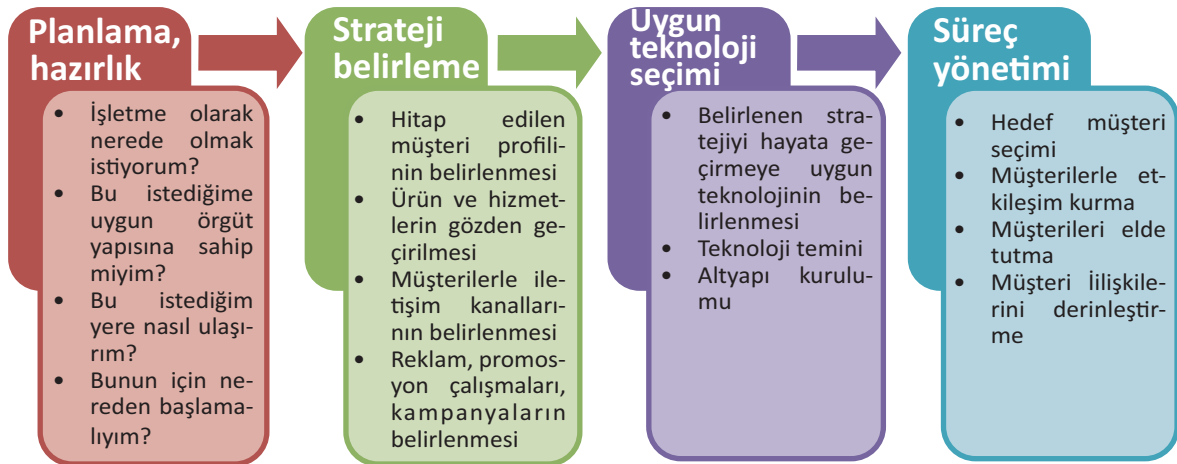 Planlama,
hazırlık
• İşletme olarak
nerede olmak
istiyorum?
• Bu istediğime
uygun örgüt
yapısına sahip
miyim?
• Bu istediğim
yere nasıl ulaşı-
rım?
• Bunun için ne-
reden başlama-
lıyım?
Strateji
belirleme
• Hitap edilen
müşteri profili-
nin belirlenmesi
• Ürün ve hizmet-
lerin gözden ge-
çirilmesi
• Müşterilerle ile-
tişim kanalları-
nın belirlenmesi
• Reklam, promos-
yon çalışmaları,
kampanyaların
belirlenmesi
Uygun
teknoloji
seçimi
• Belirlenen stra-
tejiyi hayata ge-
çirmeye uygun
teknolojinin be-
lirlenmesi
• Teknoloji temini
• Altyapı kurulu-
mu
Süreç
yönetimi
• Hedef müşteri
seçimi
• Müşterilerle et-
kileşim kurma
• Müşterileri elde
tutma
• Müşteri İlilişkile-
rini derinleştir-
me